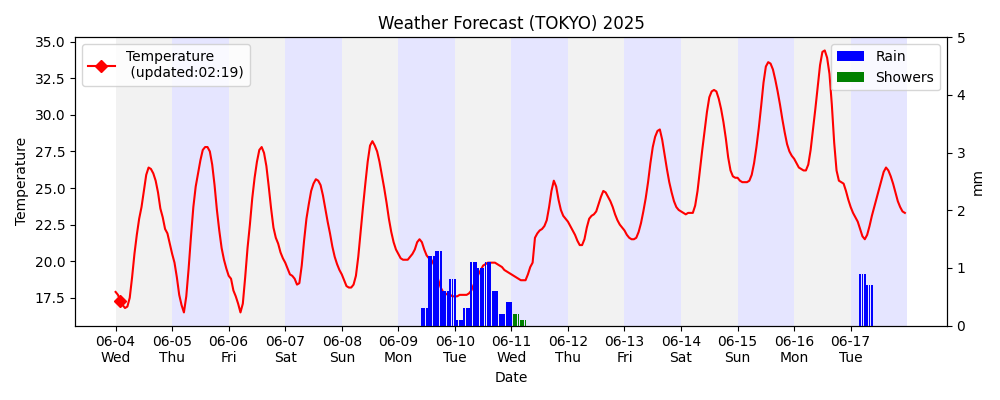 Weather Forecast (TOKYO) 2025
Temperature
(updated:02:19)
Rain
Showers
35.0
32.5
30.0
27.5
25.0
22.5
20.0
17.5
Temperature
5
4
3
2
1
0
mm
06-04 06-05 06-06 06-07 06-08 06-09 06-10 06-11 06-12 06-13 06-14 06-15 06-16 06-17
Wed Thu Fri Sat Sun Mon Tue Wed Thu Fri Sat Sun Mon Tue
Date